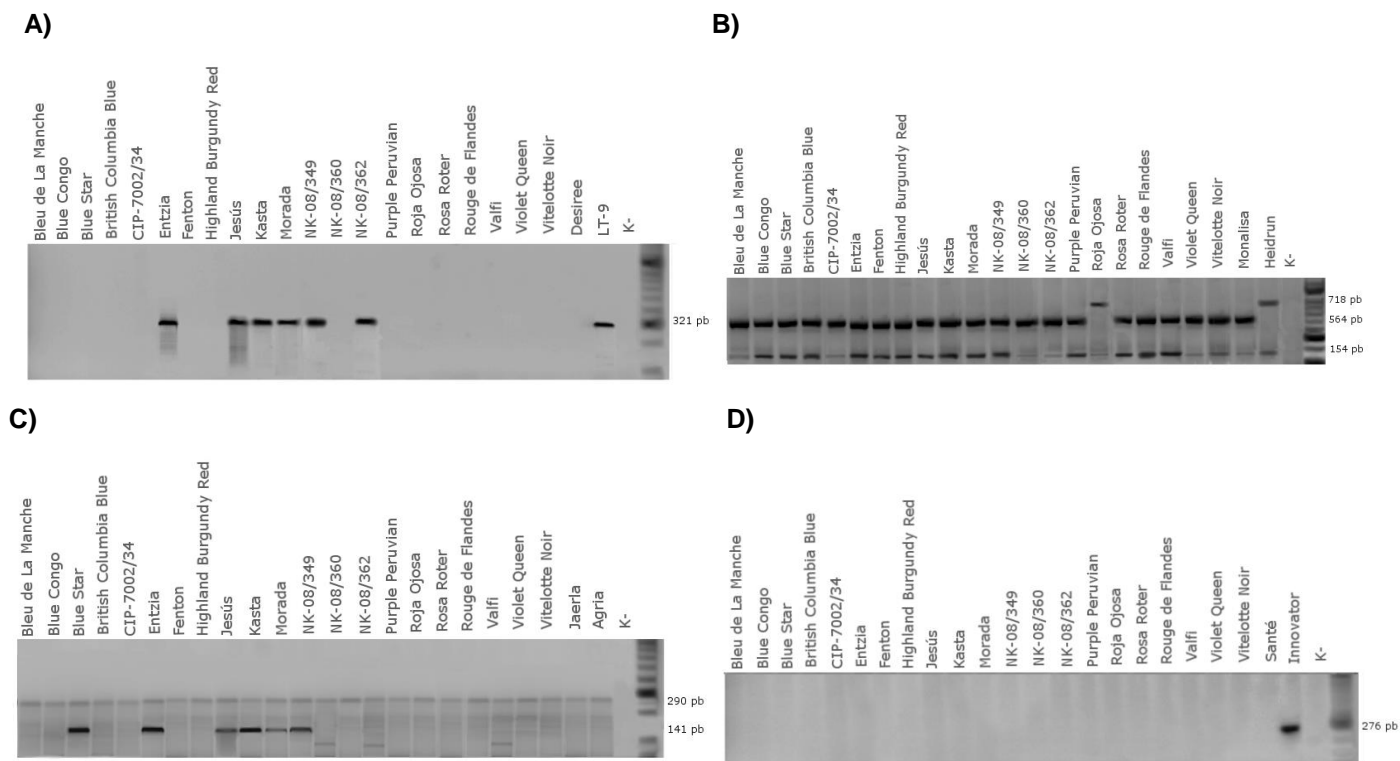 A)
Bleu de La Manche
Blue Congo
Blue Star
British Columbia Blue
CIP-7002/34
Entzia
Fenton
Highland Burgundy Red
Jesús
Kasta
Morada
NK-08/349
NK-08/360
NK-08/362
Purple Peruvian
Roja Ojosa
Rosa Roter
Rouge de Flandes
Valfi
Violet Queen
Vitelotte Noir
Desiree
LT-9
K-
321 pb
B)
Bleu de La Manche
Blue Congo
Blue Star
British Columbia Blue
CIP-7002/34
Entzia
Fenton
Highland Burgundy Red
Jesús
Kasta
Morada
NK-08/349
NK-08/360
NK-08/362
Purple Peruvian
Roja Ojosa
Rosa Roter
Rouge de Flandes
Valfi
Violet Queen
Vitelotte Noir
Monalisa
Heidrun
K-
718 pb
564 pb
154 pb
C)
Bleu de La Manche
Blue Congo
Blue Star
British Columbia Blue
CIP-7002/34
Entzia
Fenton
Highland Burgundy Red
Jesús
Kasta
Morada
NK-08/349
NK-08/360
NK-08/362
Purple Peruvian
Roja Ojosa
Rosa Roter
Rouge de Flandes
Valfi
Violet Queen
Vitelotte Noir
Jaerla
Agria
K-
290 pb
141 pb
D)
Bleu de La Manche
Blue Congo
Blue Star
British Columbia Blue
CIP-7002/34
Entzia
Fenton
Highland Burgundy Red
Jesús
Kasta
Morada
NK-08/349
NK-08/360
NK-08/362
Purple Peruvian
Roja Ojosa
Rosa Roter
Rouge de Flandes
Valfi
Violet Queen
Vitelotte Noir
Santé
Innovator
K-
276 pb